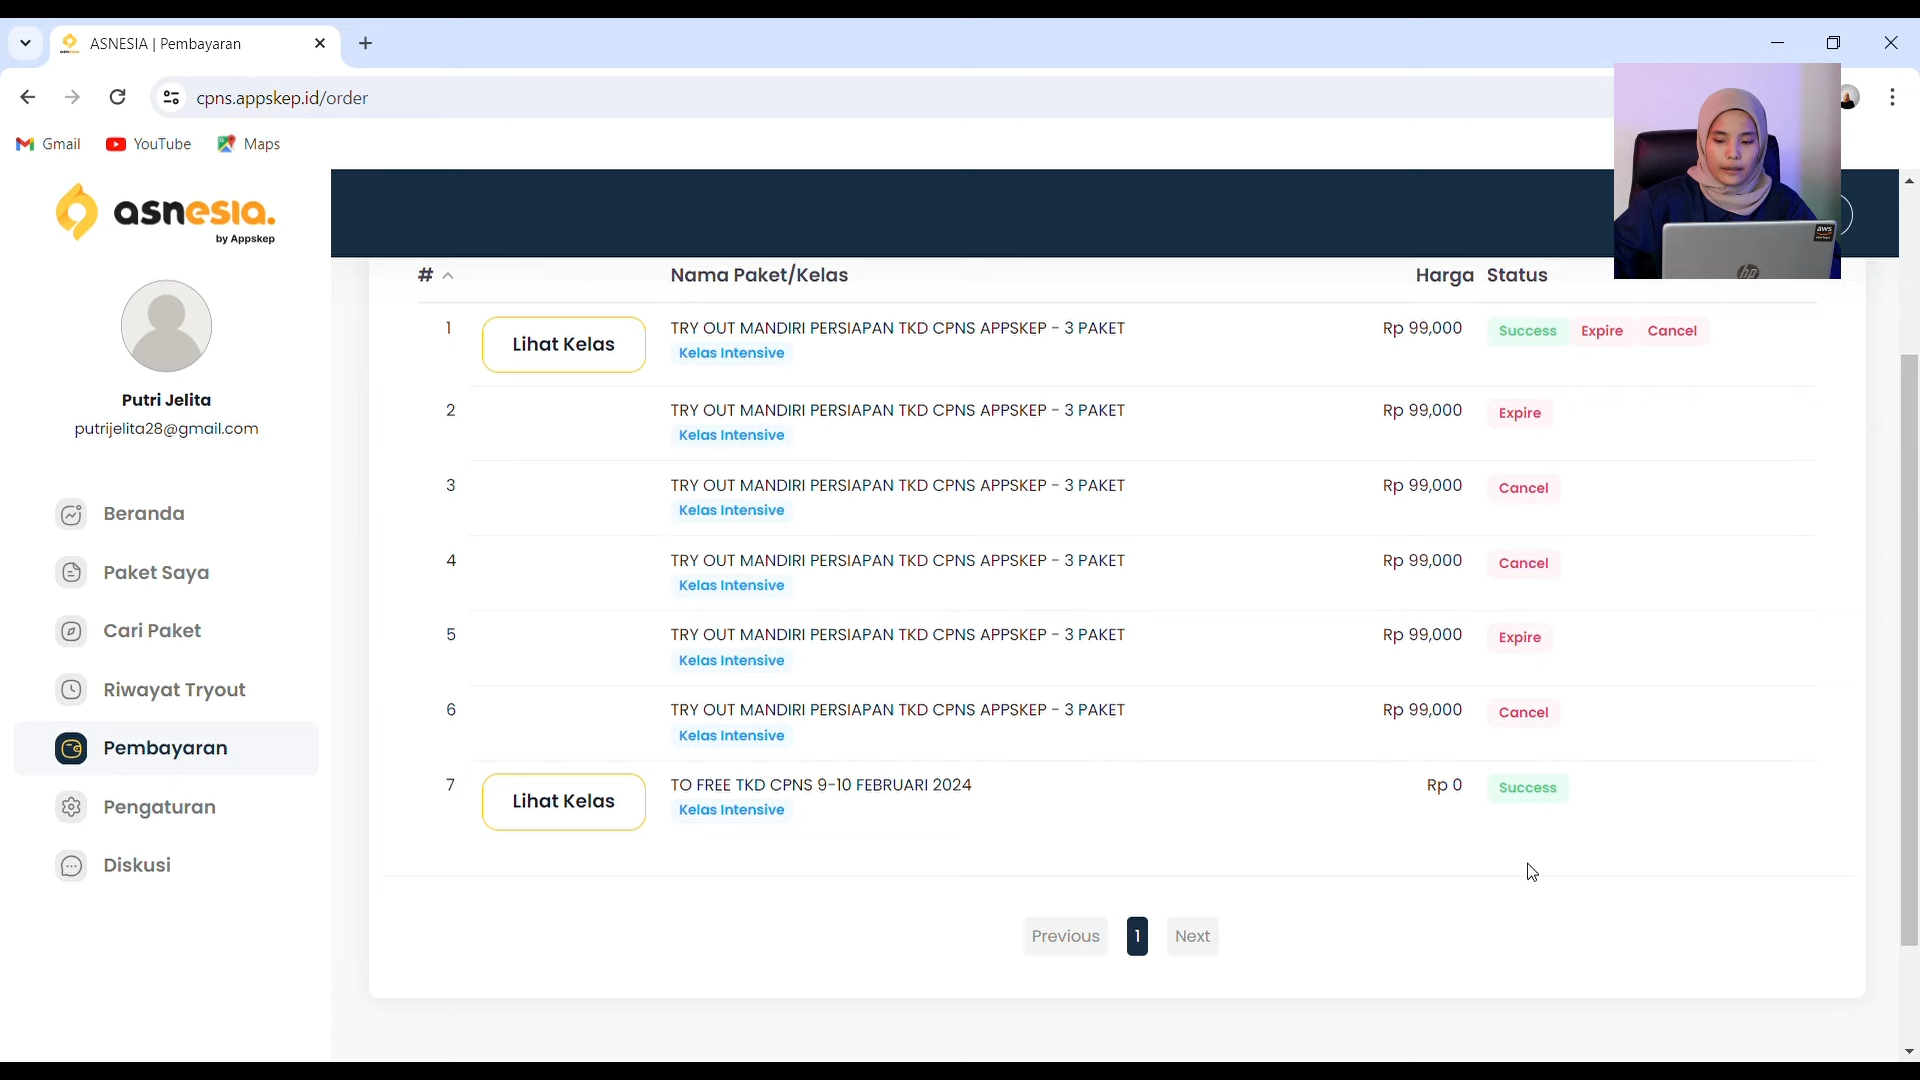 ASNESIA | Pembayaran
cpns.appskep.id/order
Gmail YouTube Maps
asnesia.
by Appskep
Putri Jelita
putrijelita28@gmail.com
Beranda
Paket Saya
Cari Paket
Riwayat Tryout
Pembayaran
Pengaturan
Diskusi
# Nama Paket/Kelas Harga Status
1 Lihat Kelas TRY OUT MANDIRI PERSIAPAN TKD CPNS APPSKEP - 3 PAKET Rp 99,000 Success Expire Cancel
Kelas Intensive
2 TRY OUT MANDIRI PERSIAPAN TKD CPNS APPSKEP - 3 PAKET Rp 99,000 Expire
Kelas Intensive
3 TRY OUT MANDIRI PERSIAPAN TKD CPNS APPSKEP - 3 PAKET Rp 99,000 Cancel
Kelas Intensive
4 TRY OUT MANDIRI PERSIAPAN TKD CPNS APPSKEP - 3 PAKET Rp 99,000 Cancel
Kelas Intensive
5 TRY OUT MANDIRI PERSIAPAN TKD CPNS APPSKEP - 3 PAKET Rp 99,000 Expire
Kelas Intensive
6 TRY OUT MANDIRI PERSIAPAN TKD CPNS APPSKEP - 3 PAKET Rp 99,000 Cancel
Kelas Intensive
7 Lihat Kelas TO FREE TKD CPNS 9-10 FEBRUARI 2024 Rp 0 Success
Kelas Intensive
Previous 1 Next
aws
hp